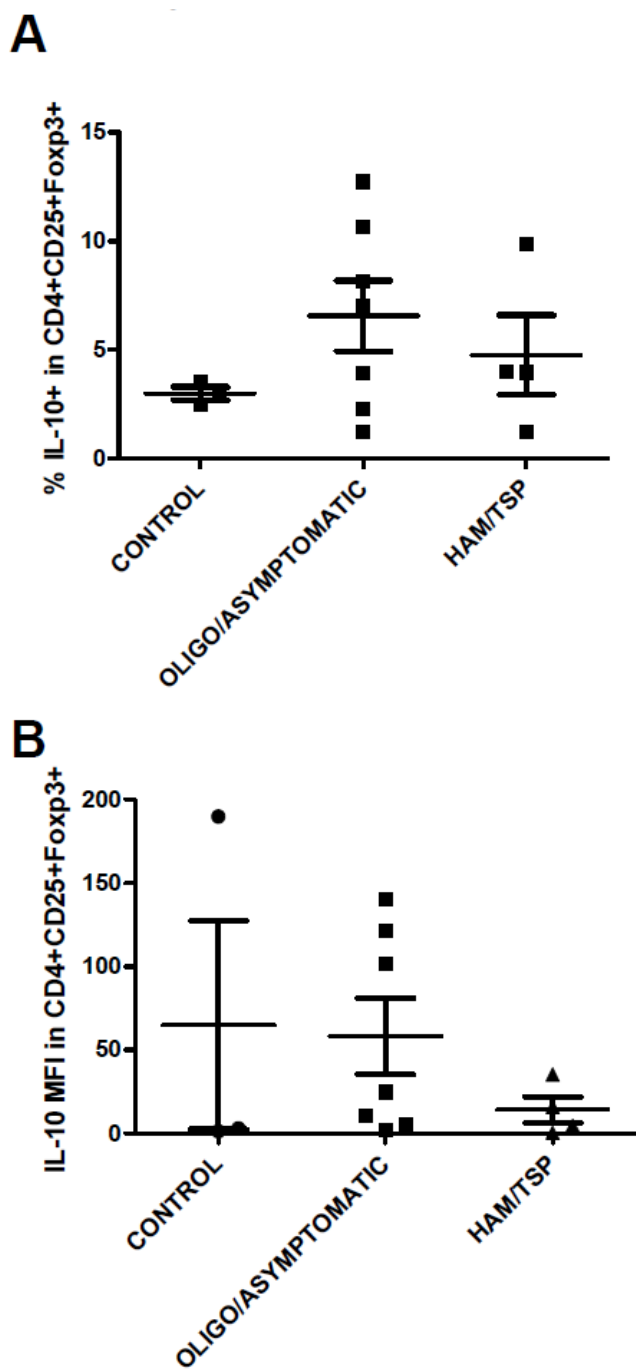 A
% IL-10+ in CD4+CD25+Foxp3+
15
10
5
0
CONTROL
OLIGO/ASYMPTOMATIC
HAM/TSP
B
IL-10 MFI in CD4+CD25+Foxp3+
200
150
100
50
0
CONTROL
OLIGO/ASYMPTOMATIC
HAM/TSP